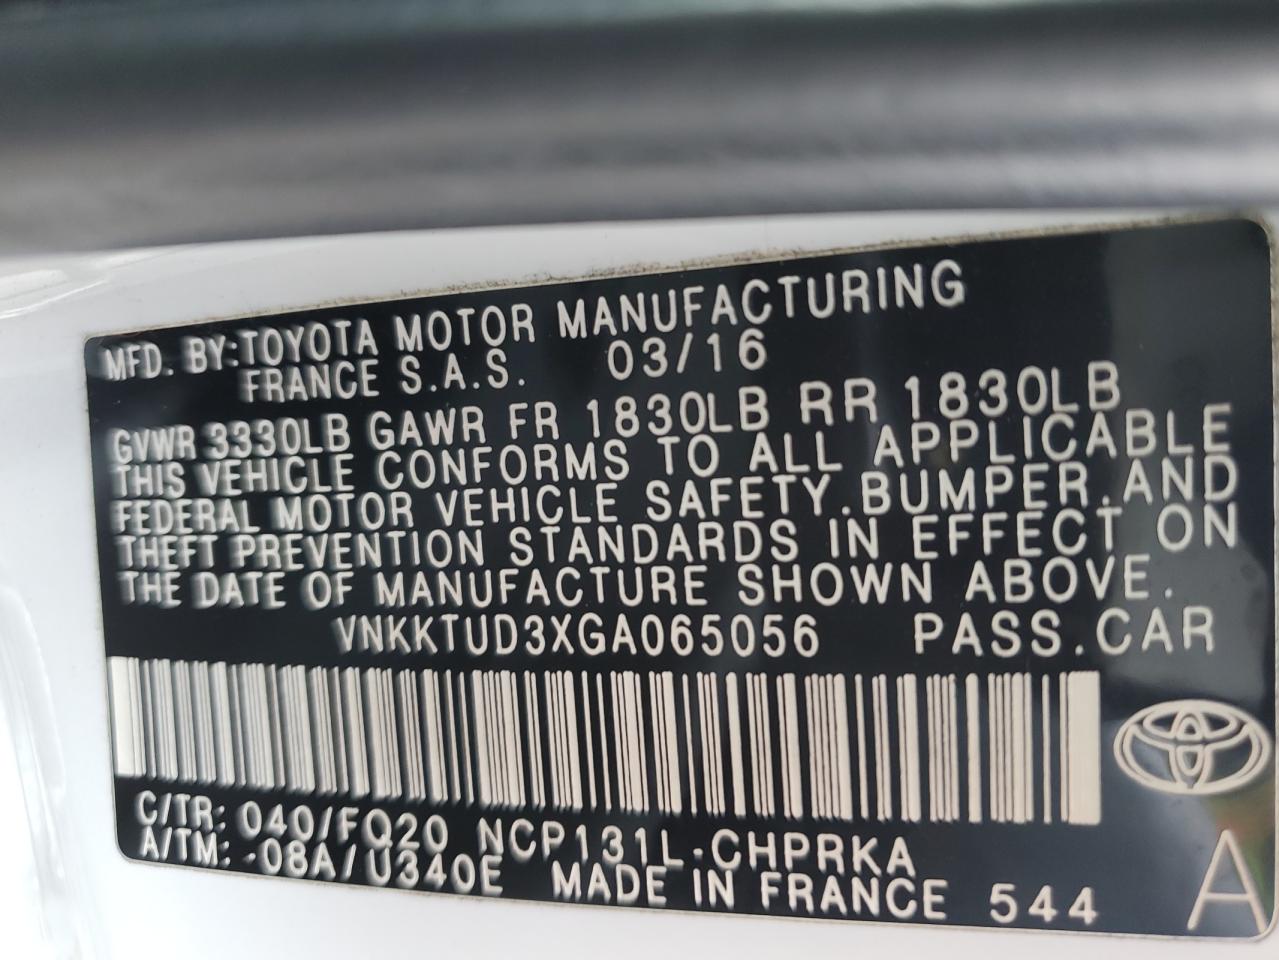 MFD. BY:TOYOTA MOTOR MANUFACTURING
FRANCE S.A.S. 03/16
GVWR 3330LB GAWR FR 1830LB RR 1830LB
THIS VEHICLE CONFORMS TO ALL APPLICABLE
FEDERAL MOTOR VEHICLE SAFETY.BUMPER.AND
THEFT PREVENTION STANDARDS IN EFFECT ON
THE DATE OF MANUFACTURE SHOWN ABOVE.
VNKKTUD3XGA065056 PASS.CAR
C/TR: 040/FQ20 NCP131L-CHPRKA
A/TM: -08A/U340E MADE IN FRANCE 544
A